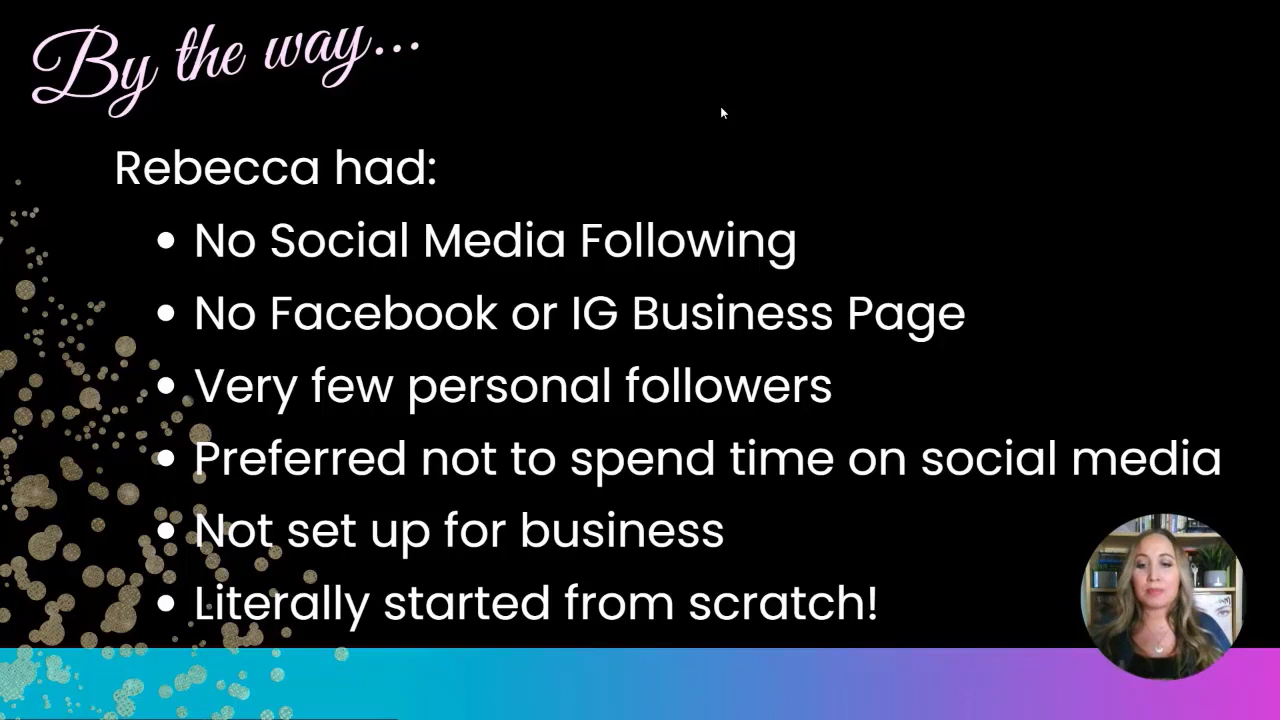 By the way...
Rebecca had:
• No Social Media Following
• No Facebook or IG Business Page
• Very few personal followers
• Preferred not to spend time on social media
• Not set up for business
• Literally started from scratch!